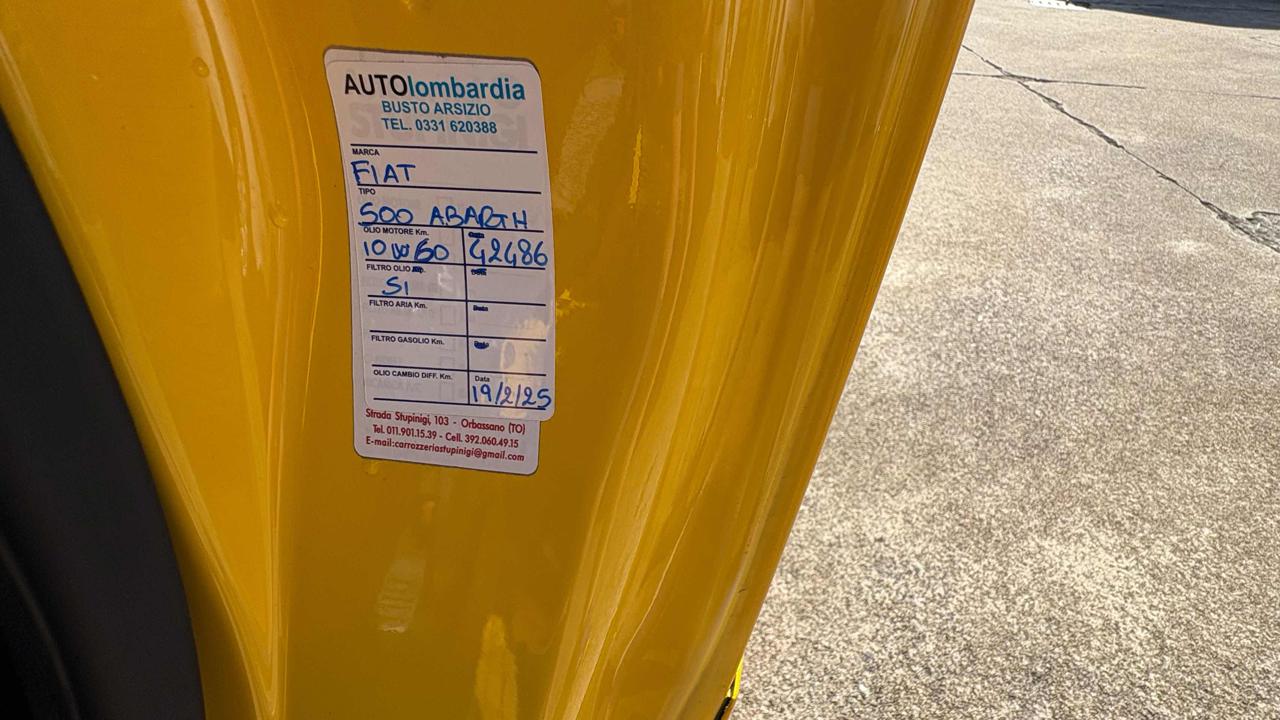 AUTOlombardia
BUSTO ARSIZIO
TEL. 0331 620388
MARCA
FIAT
TIPO
500 ABARTH
OLIO MOTORE Km.
10W60 42486
FILTRO OLIO
SI
FILTRO ARIA Km.
FILTRO GASOLIO Km.
OLIO CAMBIO DIFF. Km. Data
19/2/25
Strada Stupinigi, 103 - Orbassano (TO)
Tel. 011.901.15.39 - Cell. 392.060.49.15
E-mail:carrozzeriastupinigi@gmail.com